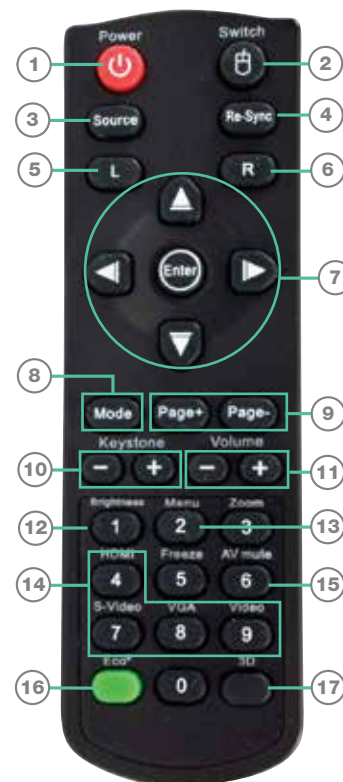 Power Switch
1 2
3 Source Re-Sync 4
5 L R 6
Enter 7
8
Mode Page+ Page- 9
Keystone Volume
10 - + - + 11
Brightness Menu Zoom
12 1 2 3 13
HDMI Freeze AV mute
14 4 5 6 15
S-Video VGA Video
7 8 9
Eco+ 3D
16 0 17